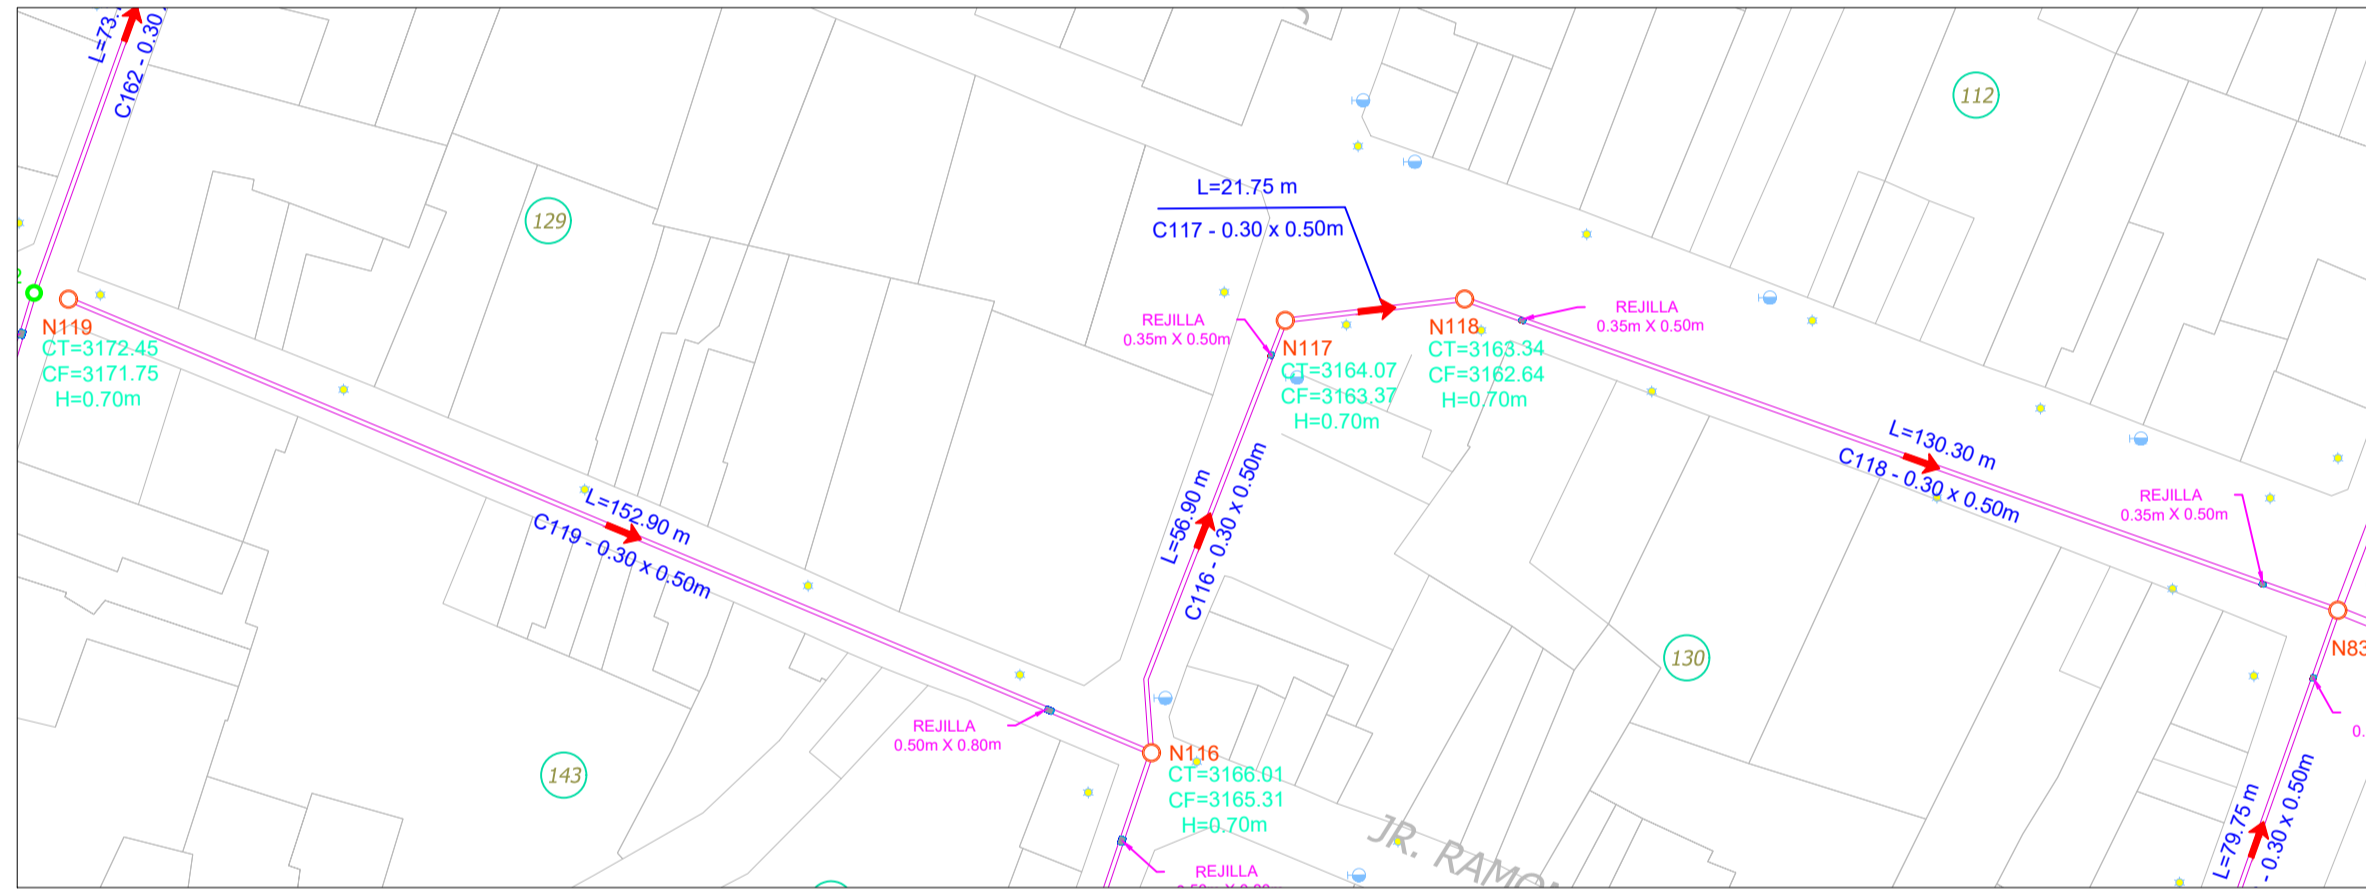 C162 - 0.30
112
129
L=21.75 m
C117 - 0.30 x 0.50m
N119
CT=3172.45
CF=3171.75
H=0.70m
REJILLA
0.35m X 0.50m
N117
CT=3164.07
CF=3163.37
H=0.70m
N118
CT=3163.34
CF=3162.64
H=0.70m
REJILLA
0.35m X 0.50m
L=130.30 m
C118 - 0.30 x 0.50m
REJILLA
0.35m X 0.50m
L=152.90 m
C119 - 0.30 x 0.50m
L=56.90 m
C116 - 0.30 x 0.50m
130
N83
REJILLA
0.50m X 0.80m
143
N116
CT=3166.01
CF=3165.31
H=0.70m
JR. RAMON
REJILLA
L=79.75 m
- 0.30 x 0.50m